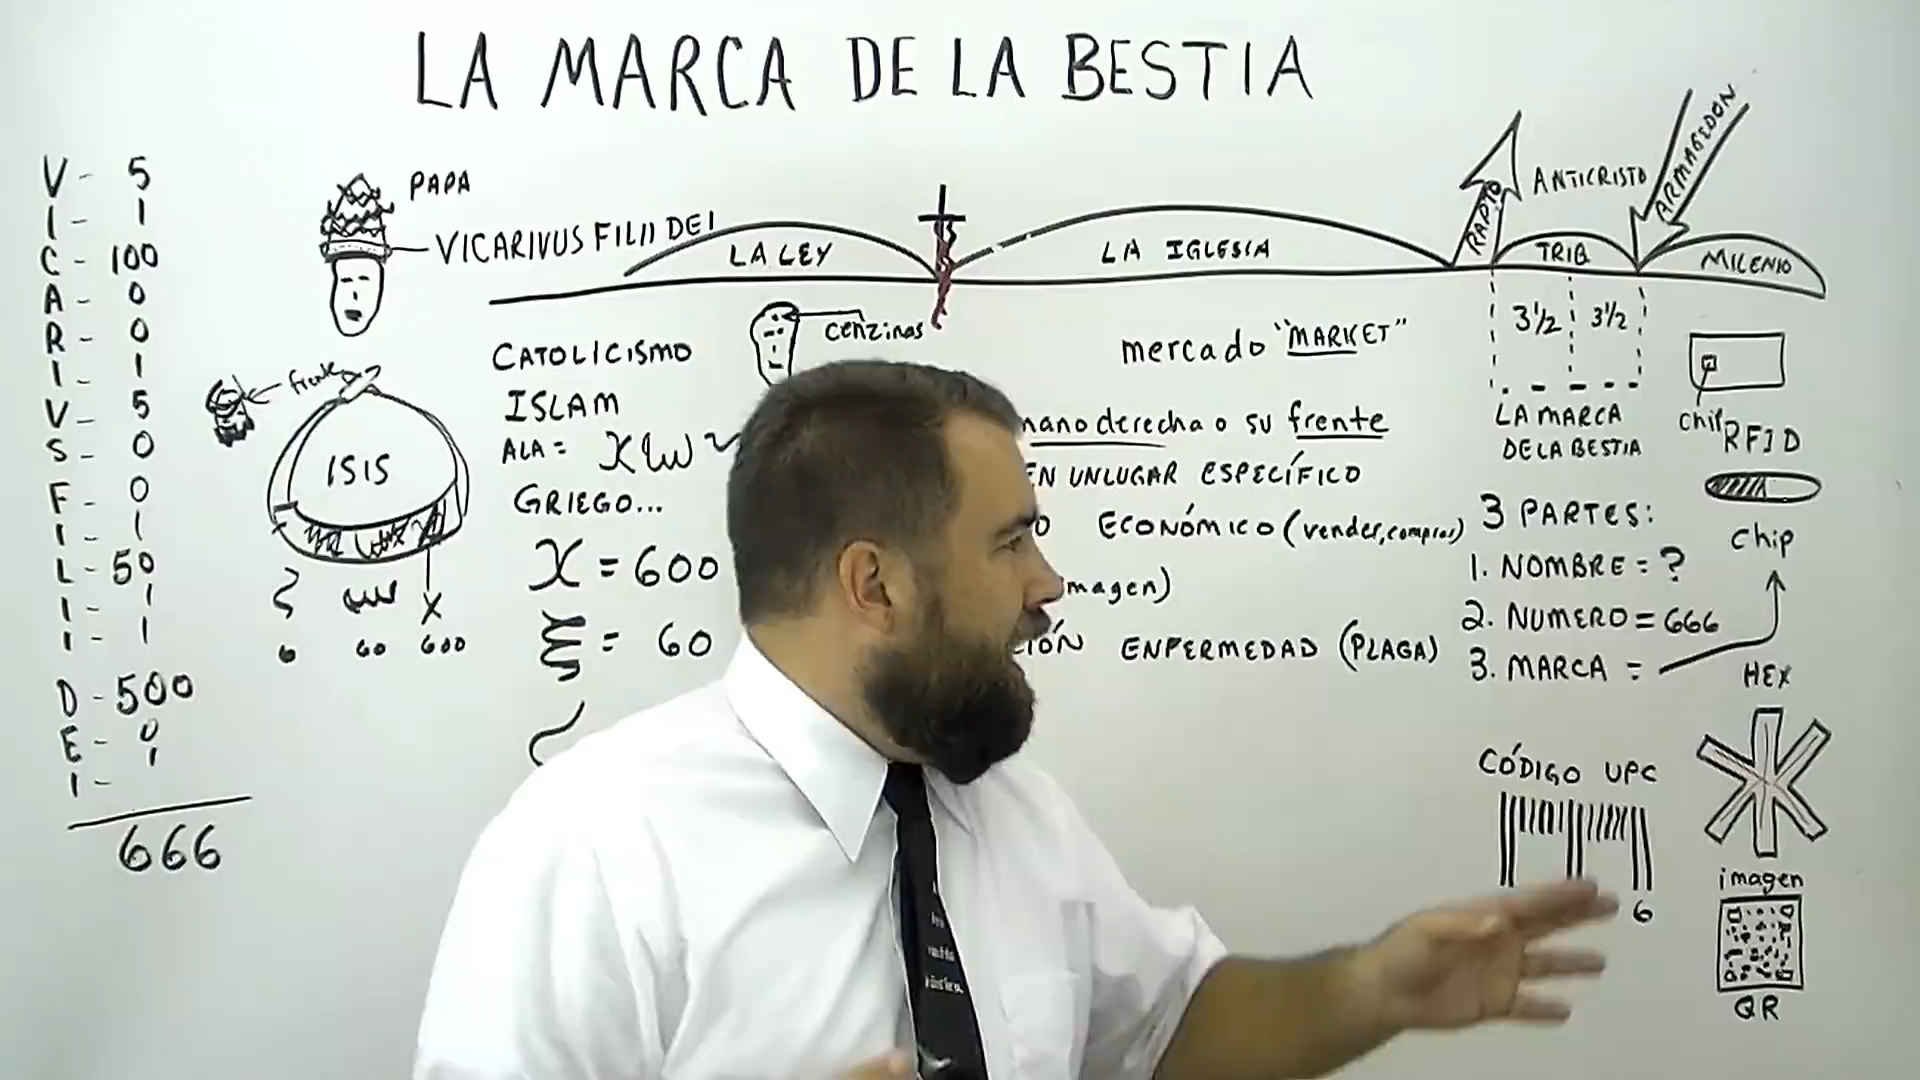 LA MARCA DE LA BESTIA
V - 5
I - 1
C - 100
A - 0
R - 0
I - 1
V - 5
S - 0
F - 0
I - 1
L - 50
I - 1
I - 1
D - 500
E - 0
I - 1
666
PAPA
VICARIVUS FILII DEI
frente
ISIS
6 60 X 600
LA LEY
LA IGLESIA
RAPTO
ANTICRISTO
ARMAGEDON
TRIB
MILENIO
3½ 3½
LA MARCA
DE LA BESTIA
CATOLICISMO
ISLAM
ALA =
GRIEGO...
X = 600
ξ = 60
cenzinas
mercado "MARKET"
mano derecha o su frente
EN UN LUGAR ESPECÍFICO
ECONÓMICO (vender, comprar)
magen)
IÓN ENFERMEDAD (PLAGA)
chip
RFID
chip
3 PARTES:
1. NOMBRE = ?
2. NUMERO = 666
3. MARCA =
HEX
CÓDIGO UPC
6
imagen
QR